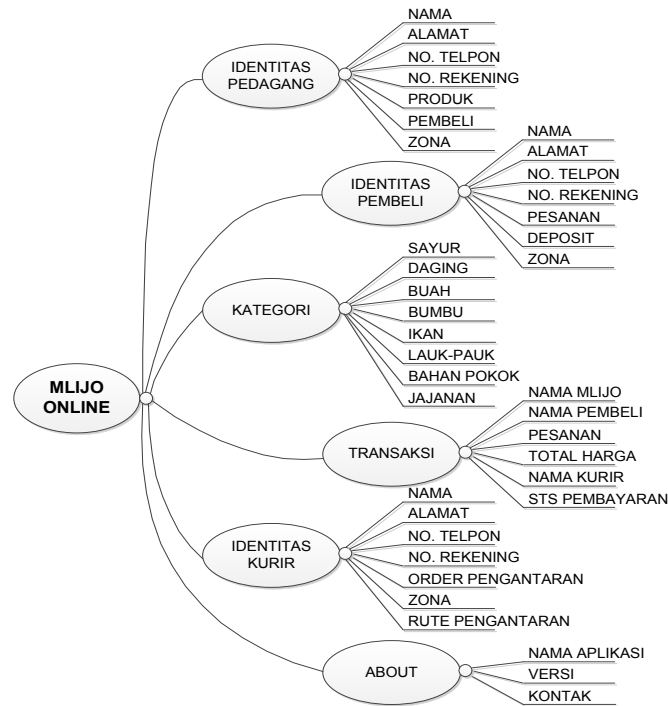 MLIJO
ONLINE
IDENTITAS
PEDAGANG
NAMA
ALAMAT
NO. TELPON
NO. REKENING
PRODUK
PEMBELI
ZONA
IDENTITAS
PEMBELI
NAMA
ALAMAT
NO. TELPON
NO. REKENING
PESANAN
DEPOSIT
ZONA
KATEGORI
SAYUR
DAGING
BUAH
BUMBU
IKAN
LAUK-PAUK
BAHAN POKOK
JAJANAN
TRANSAKSI
NAMA MLIJO
NAMA PEMBELI
PESANAN
TOTAL HARGA
NAMA KURIR
STS PEMBAYARAN
IDENTITAS
KURIR
NAMA
ALAMAT
NO. TELPON
NO. REKENING
ORDER PENGANTARAN
ZONA
RUTE PENGANTARAN
ABOUT
NAMA APLIKASI
VERSI
KONTAK